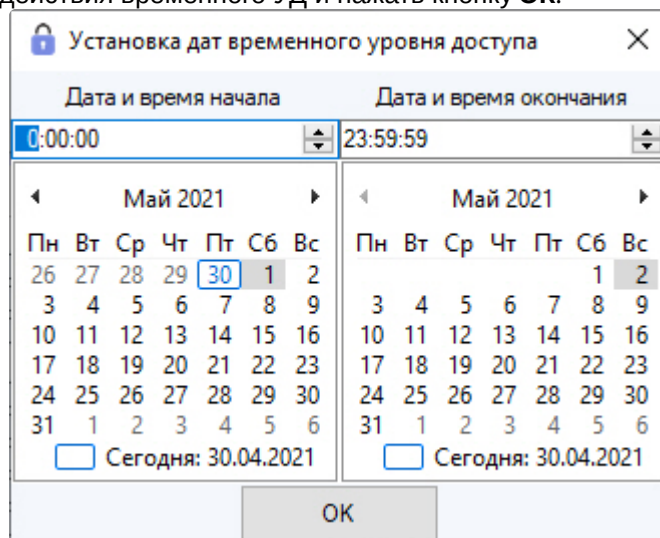 действия временного УД и нажать кнопку ОК.
Установка дат временного уровня доступа
Дата и время начала Дата и время окончания
0:00:00 23:59:59
Май 2021 Май 2021
Пн Вт Ср Чт Пт Сб Вс Пн Вт Ср Чт Пт Сб Вс
26 27 28 29 30 1 2 1 2
3 4 5 6 7 8 9 3 4 5 6 7 8 9
10 11 12 13 14 15 16 10 11 12 13 14 15 16
17 18 19 20 21 22 23 17 18 19 20 21 22 23
24 25 26 27 28 29 30 24 25 26 27 28 29 30
31 1 2 3 4 5 6 31 1 2 3 4 5 6
Сегодня: 30.04.2021 Сегодня: 30.04.2021
OK